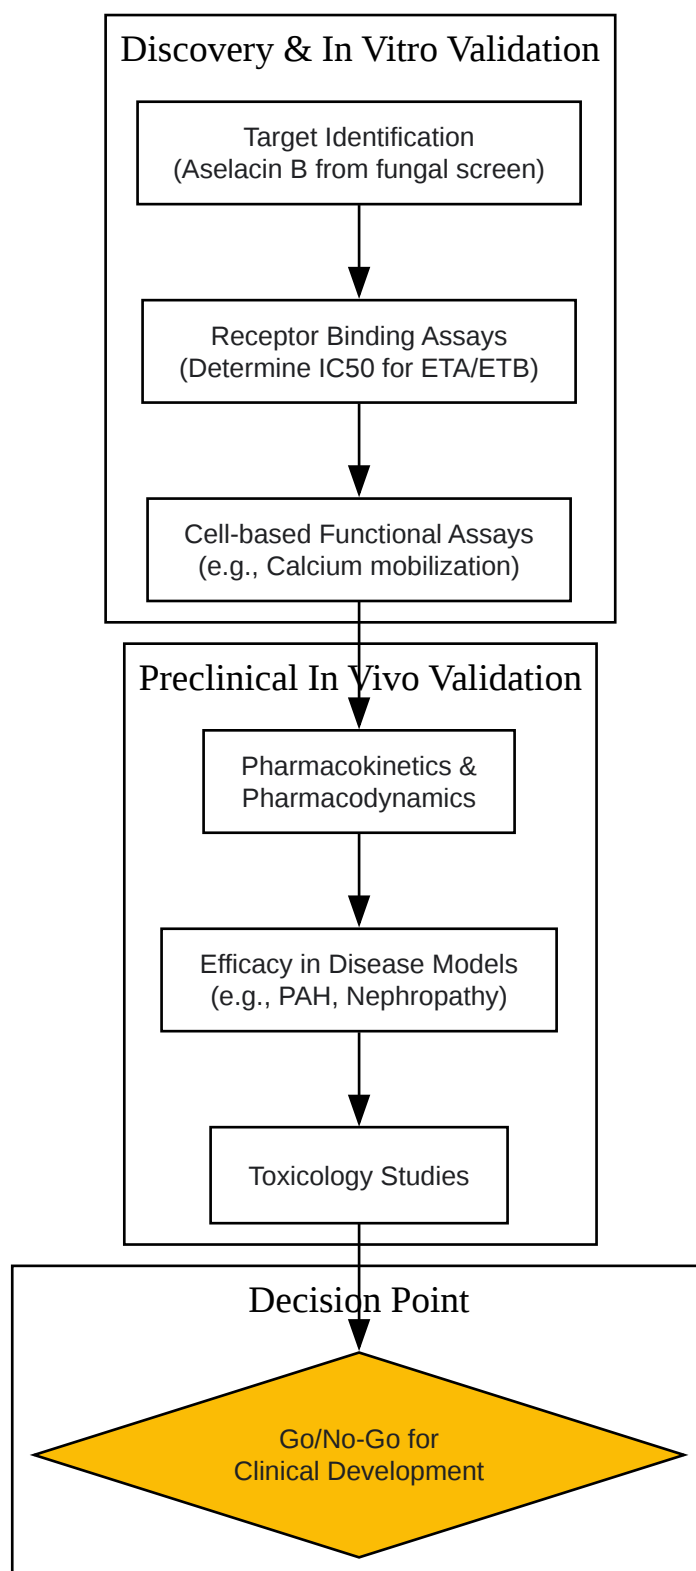 Discovery & In Vitro Validation
Target Identification
(Aselacin B from fungal screen)
Receptor Binding Assays
(Determine IC50 for ETA/ETB)
Cell-based Functional Assays
(e.g., Calcium mobilization)
Preclinical In Vivo Validation
Pharmacokinetics &
Pharmacodynamics
Efficacy in Disease Models
(e.g., PAH, Nephropathy)
Toxicology Studies
Decision Point
Go/No-Go for
Clinical Development